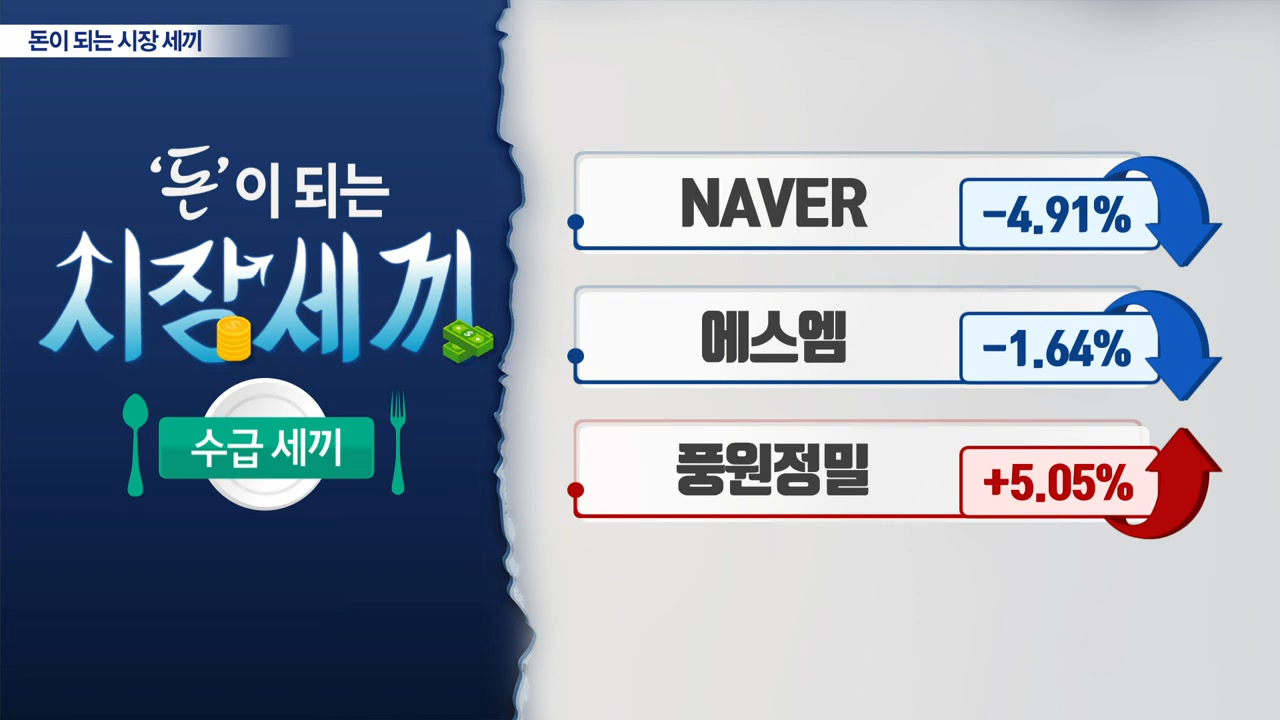 돈이 되는 시장 세끼
‘돈’이 되는
시장세끼
수급 세끼
NAVER
-4.91%
에스엠
-1.64%
풍원정밀
+5.05%